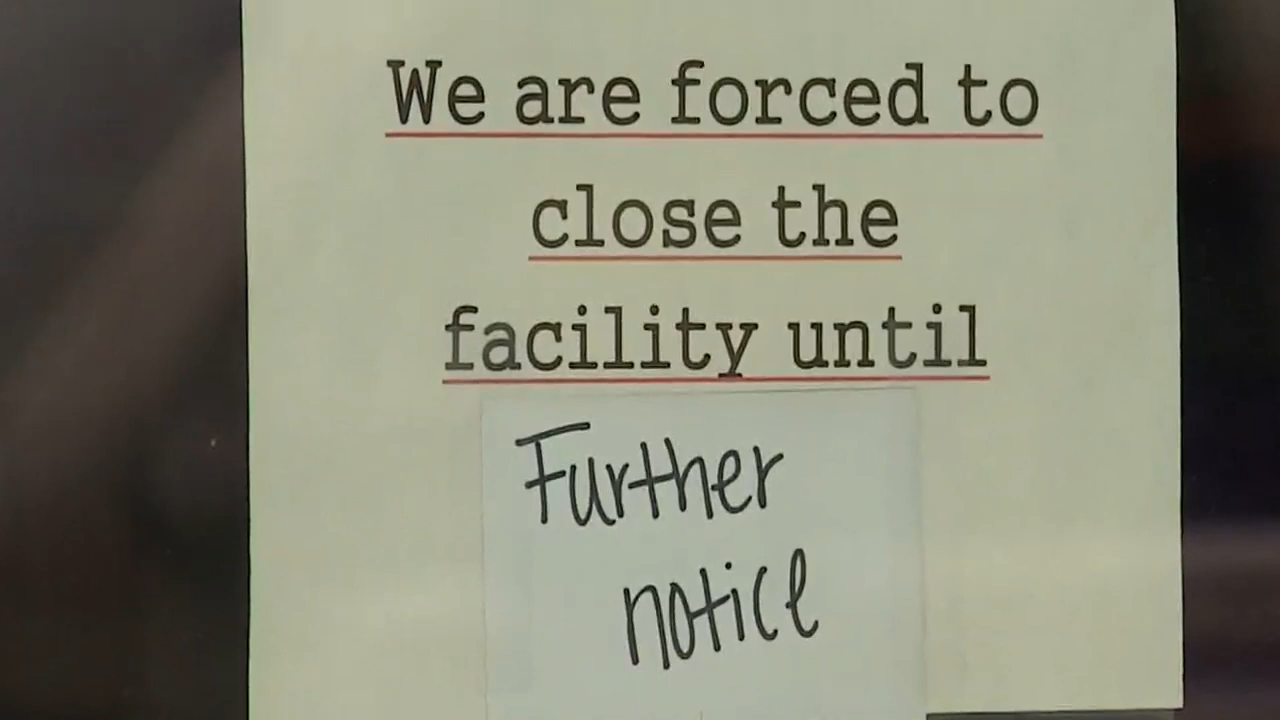 We are forced to
close the
facility until
Further
notice